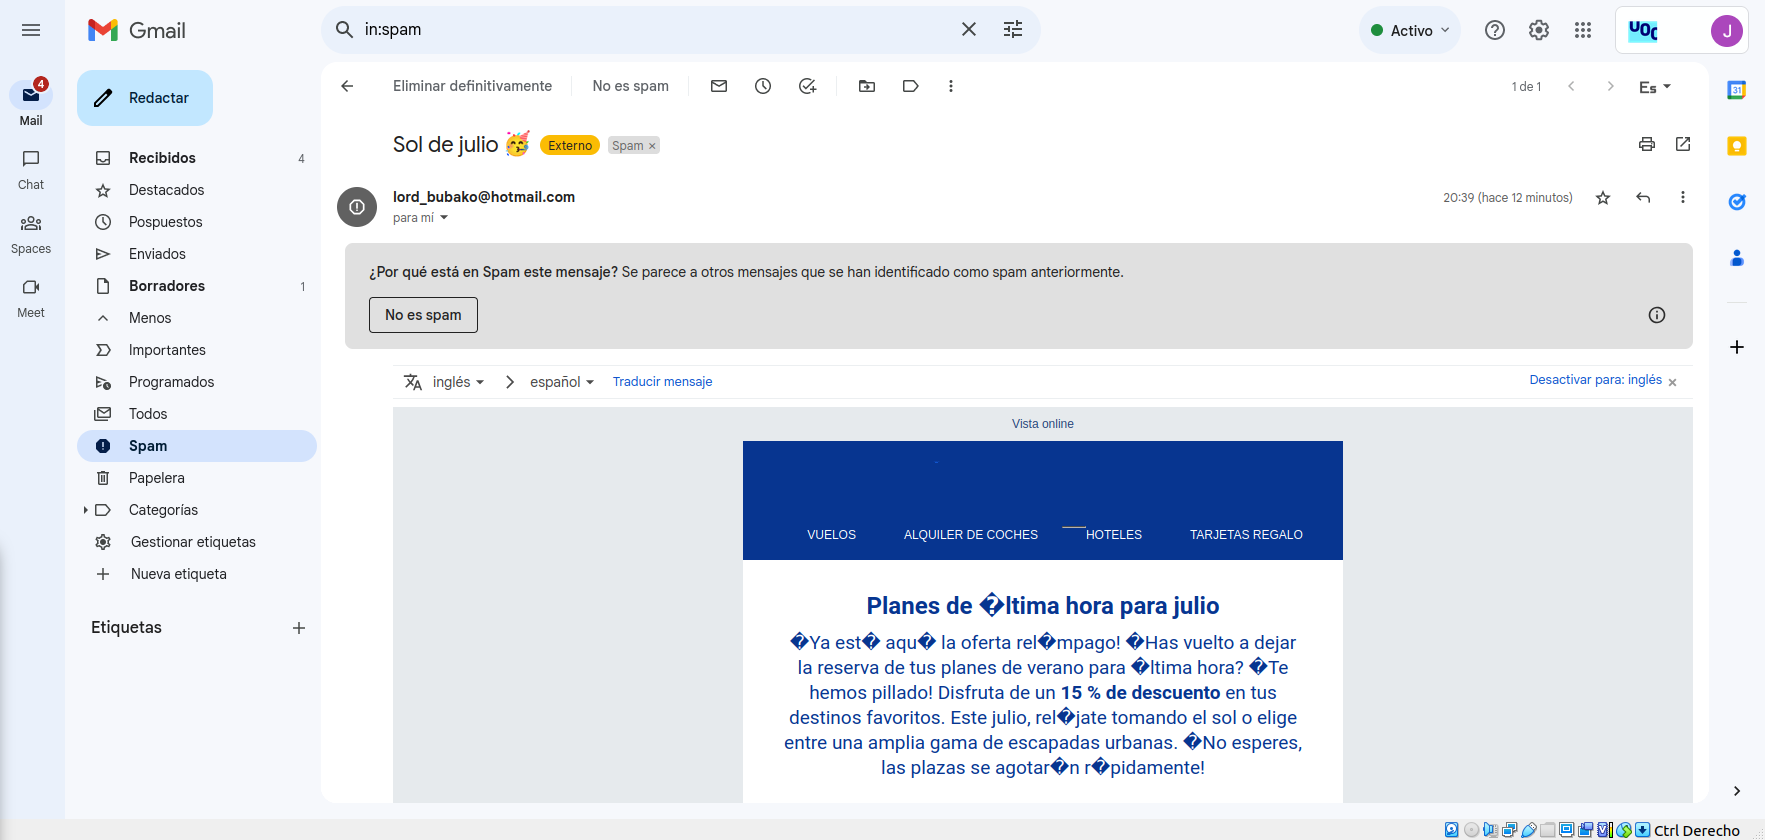 Gmail
in:spam
Activo
UOC
J
4
Mail
Chat
Spaces
Meet
Redactar
Recibidos 4
Destacados
Pospuestos
Enviados
Borradores 1
Menos
Importantes
Programados
Todos
Spam
Papelera
Categorías
Gestionar etiquetas
Nueva etiqueta
Etiquetas
Eliminar definitivamente
No es spam
1 de 1
Es
Sol de julio 🥳 Externo Spam ×
lord_bubako@hotmail.com
20:39 (hace 12 minutos)
para mí
¿Por qué está en Spam este mensaje? Se parece a otros mensajes que se han identificado como spam anteriormente.
No es spam
inglés > español Traducir mensaje
Desactivar para: inglés ×
Vista online
VUELOS ALQUILER DE COCHES HOTELES TARJETAS REGALO
Planes de �ltima hora para julio
�Ya est� aqu� la oferta rel�mpago! �Has vuelto a dejar
la reserva de tus planes de verano para �ltima hora? �Te
hemos pillado! Disfruta de un 15 % de descuento en tus
destinos favoritos. Este julio, rel�jate tomando el sol o elige
entre una amplia gama de escapadas urbanas. �No esperes,
las plazas se agotar�n r�pidamente!
31
Ctrl Derecho